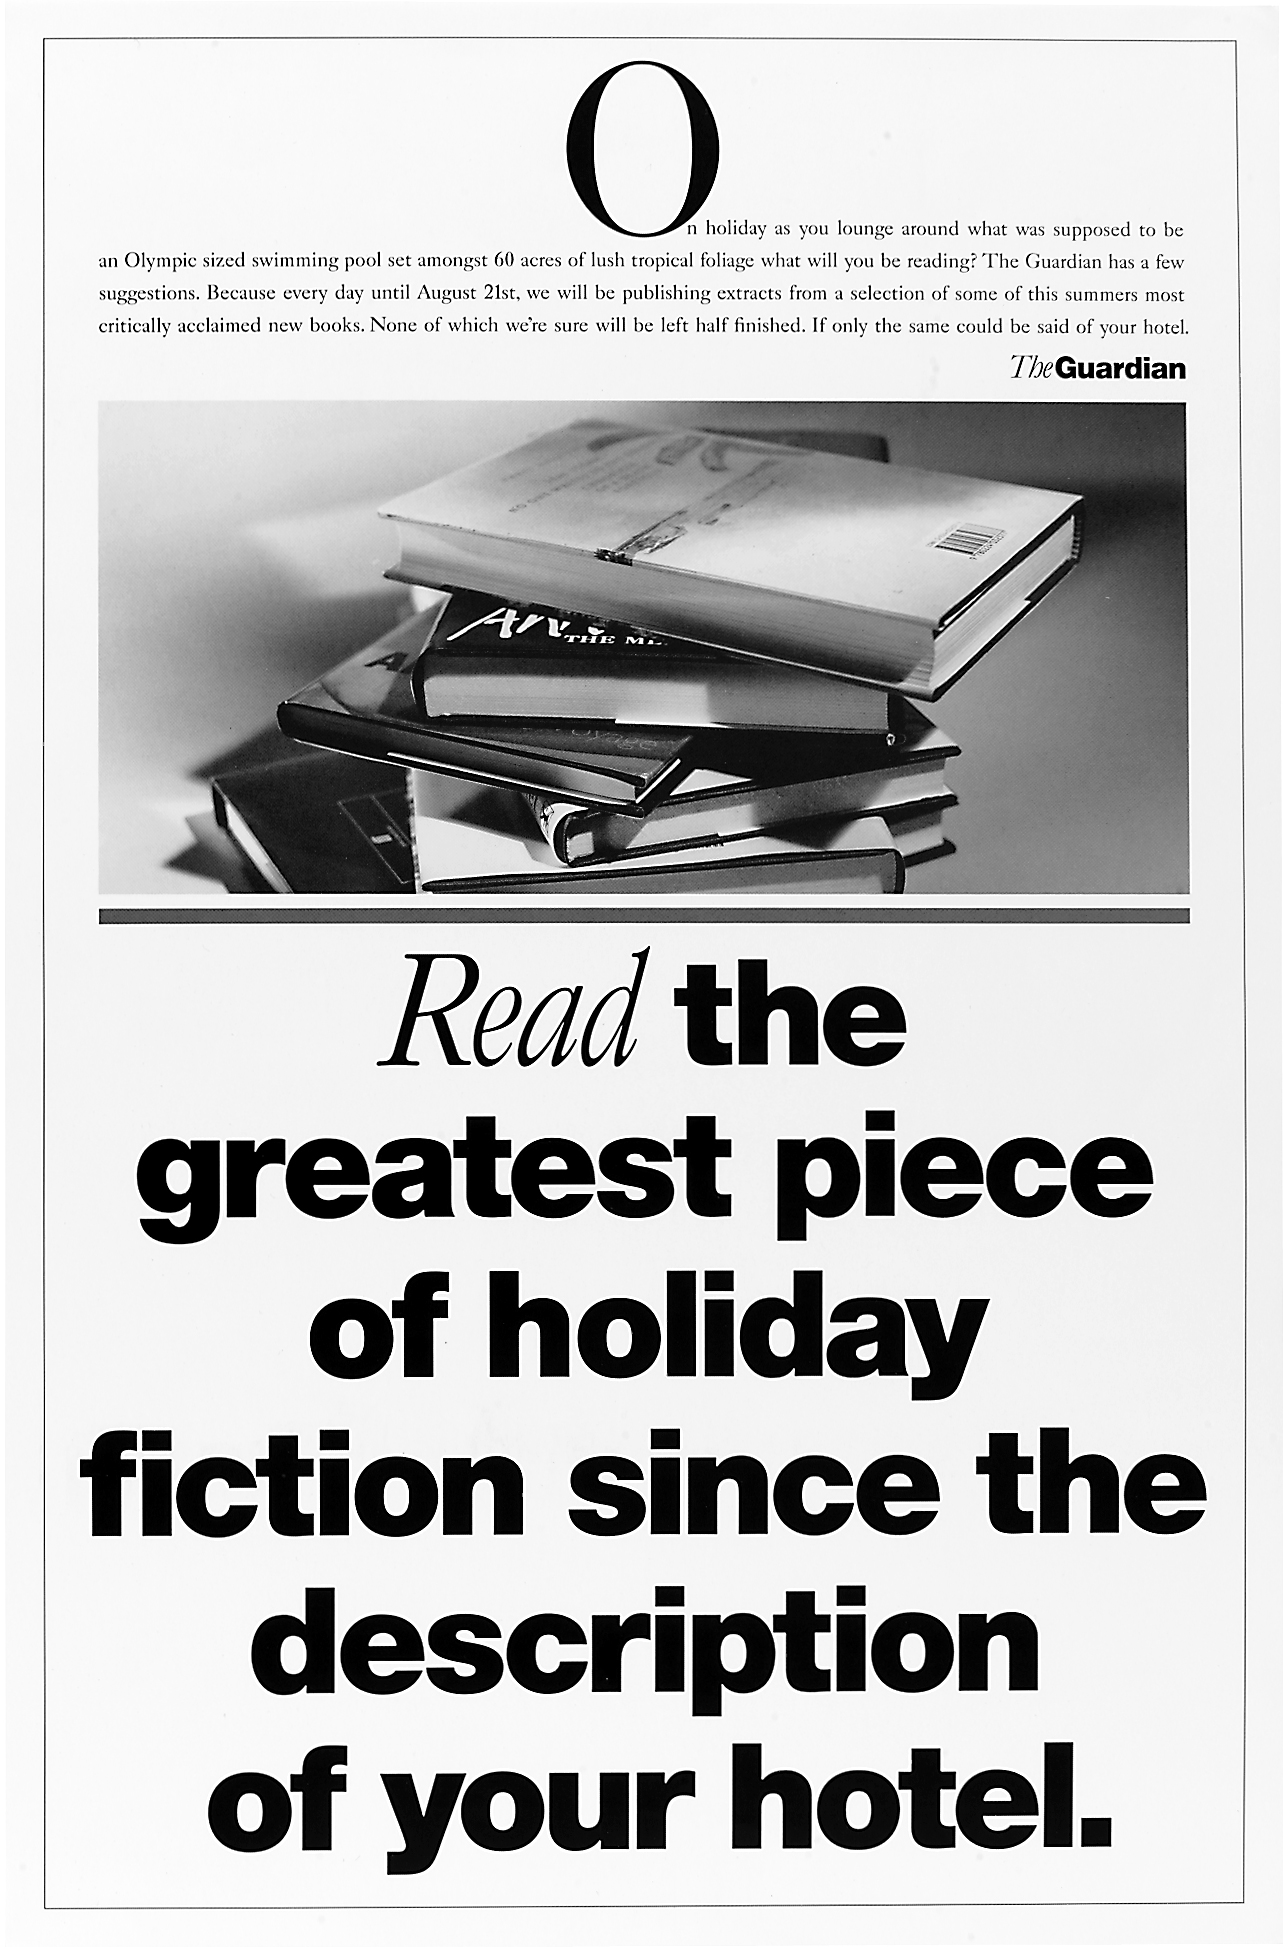 On holiday as you lounge around what was supposed to be
an Olympic sized swimming pool set amongst 60 acres of lush tropical foliage what will you be reading? The Guardian has a few
suggestions. Because every day until August 21st, we will be publishing extracts from a selection of some of this summers most
critically acclaimed new books. None of which we're sure will be left half finished. If only the same could be said of your hotel.
The Guardian
THE
Read the
greatest piece
of holiday
fiction since the
description
of your hotel.